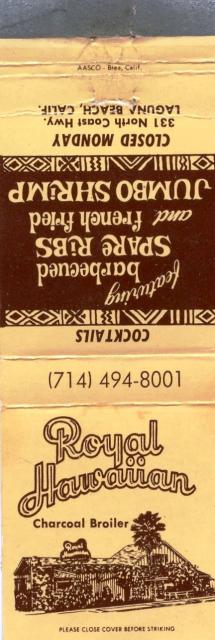 AASCO - Brea, Calif.
COCKTAILS
featuring
barbecued
SPARE RIBS
and french fried
JUMBO SHRIMP
CLOSED MONDAY
331 North Coast Hwy.
LAGUNA BEACH, CALIF.
(714) 494-8001
Royal
Hawaiian
Charcoal Broiler
Royal
PLEASE CLOSE COVER BEFORE STRIKING